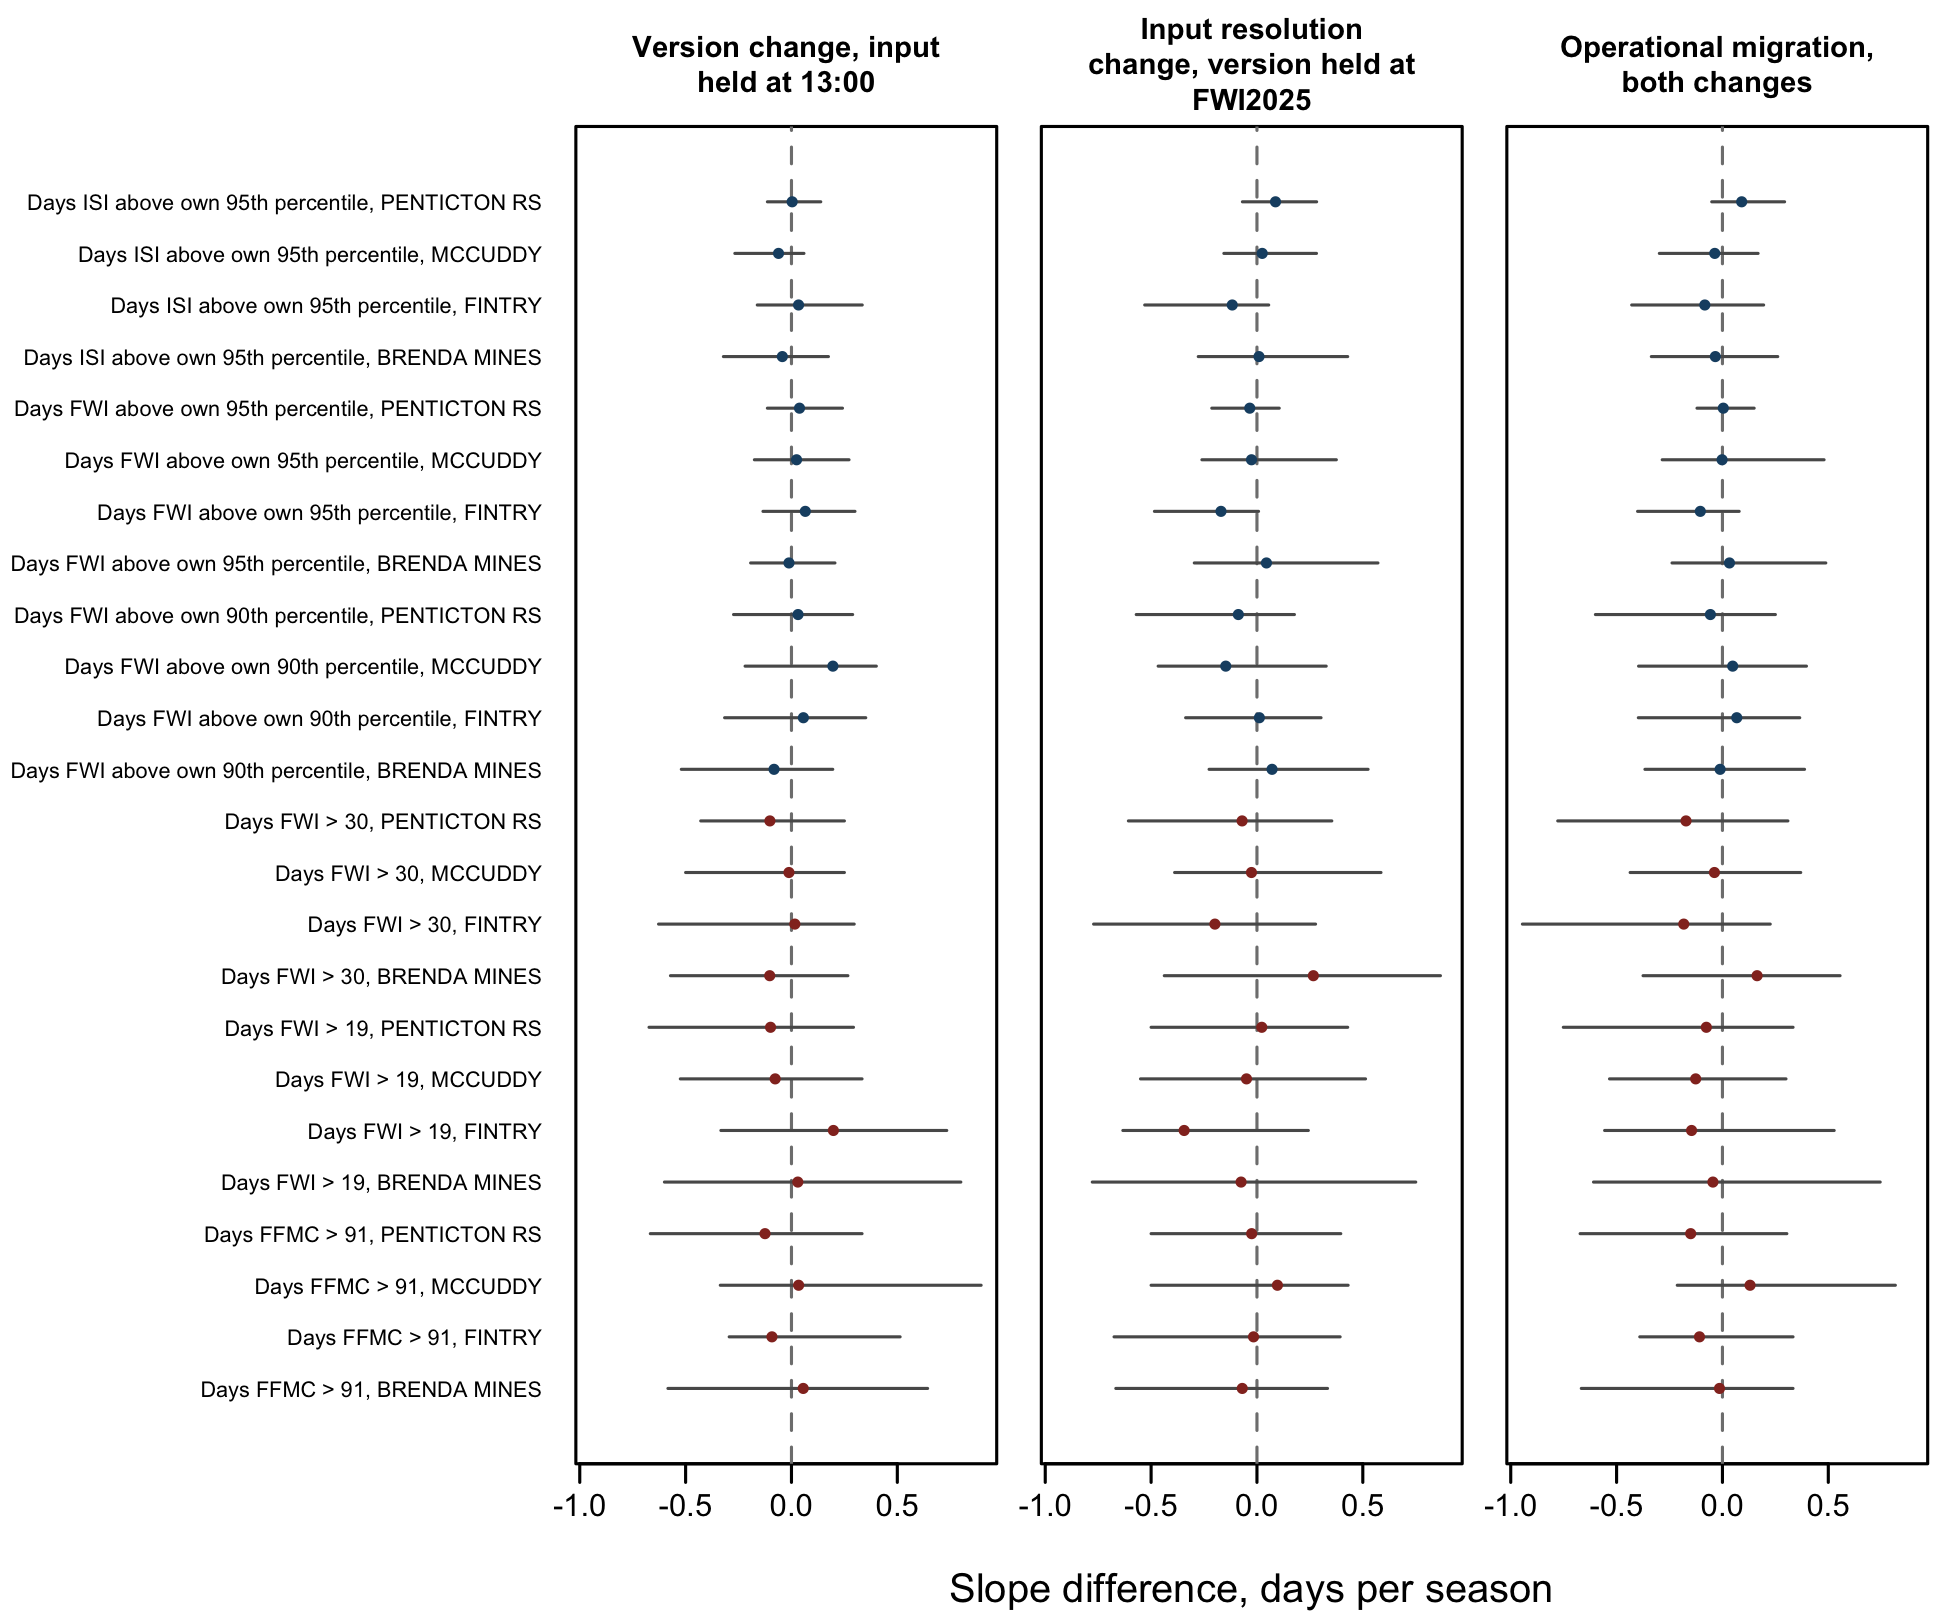 Version change, input
held at 13:00
Input resolution
change, version held at
FWI2025
Operational migration,
both changes
Days ISI above own 95th percentile, PENTICTON RS
Days ISI above own 95th percentile, MCCUDDY
Days ISI above own 95th percentile, FINTRY
Days ISI above own 95th percentile, BRENDA MINES
Days FWI above own 95th percentile, PENTICTON RS
Days FWI above own 95th percentile, MCCUDDY
Days FWI above own 95th percentile, FINTRY
Days FWI above own 95th percentile, BRENDA MINES
Days FWI above own 90th percentile, PENTICTON RS
Days FWI above own 90th percentile, MCCUDDY
Days FWI above own 90th percentile, FINTRY
Days FWI above own 90th percentile, BRENDA MINES
Days FWI > 30, PENTICTON RS
Days FWI > 30, MCCUDDY
Days FWI > 30, FINTRY
Days FWI > 30, BRENDA MINES
Days FWI > 19, PENTICTON RS
Days FWI > 19, MCCUDDY
Days FWI > 19, FINTRY
Days FWI > 19, BRENDA MINES
Days FFMC > 91, PENTICTON RS
Days FFMC > 91, MCCUDDY
Days FFMC > 91, FINTRY
Days FFMC > 91, BRENDA MINES
-1.0 -0.5 0.0 0.5
-1.0 -0.5 0.0 0.5
-1.0 -0.5 0.0 0.5
Slope difference, days per season